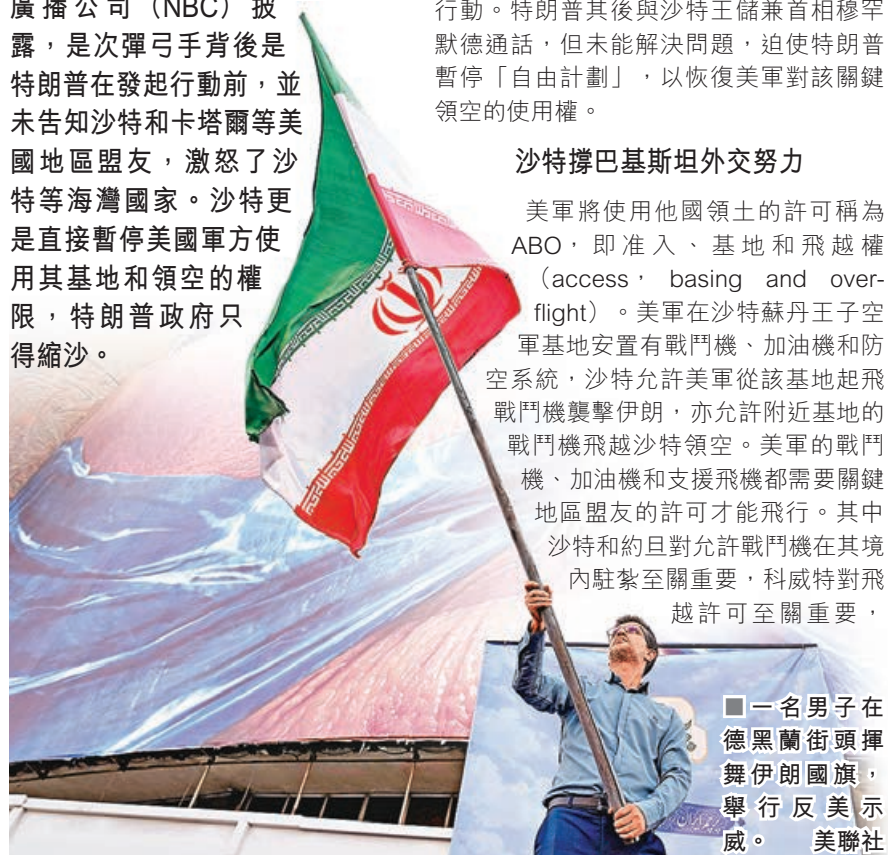 廣播公司（NBC）披
露，是次彈弓手背後是
特朗普在發起行動前，並
未告知沙特和卡塔爾等美
國地區盟友，激怒了沙
特等海灣國家。沙特更
是直接暫停美國軍方使
用其基地和領空的權
限，特朗普政府只
得縮沙。
行動。特朗普其後與沙特王儲兼首相穆罕
默德通話，但未能解決問題，迫使特朗普
暫停「自由計劃」，以恢復美軍對該關鍵
領空的使用權。
沙特撐巴基斯坦外交努力
美軍將使用他國領土的許可稱為
ABO，即准入、基地和飛越權
（access， basing and over-
flight）。美軍在沙特蘇丹王子空
軍基地安置有戰鬥機、加油機和防
空系統，沙特允許美軍從該基地起飛
戰鬥機襲擊伊朗，亦允許附近基地的
戰鬥機飛越沙特領空。美軍的戰鬥
機、加油機和支援飛機都需要關鍵
地區盟友的許可才能飛行。其中
沙特和約旦對允許戰鬥機在其境
內駐紮至關重要，科威特對飛
越許可至關重要，
■一名男子在
德黑蘭街頭揮
舞伊朗國旗，
舉行反美示
威。 美聯社